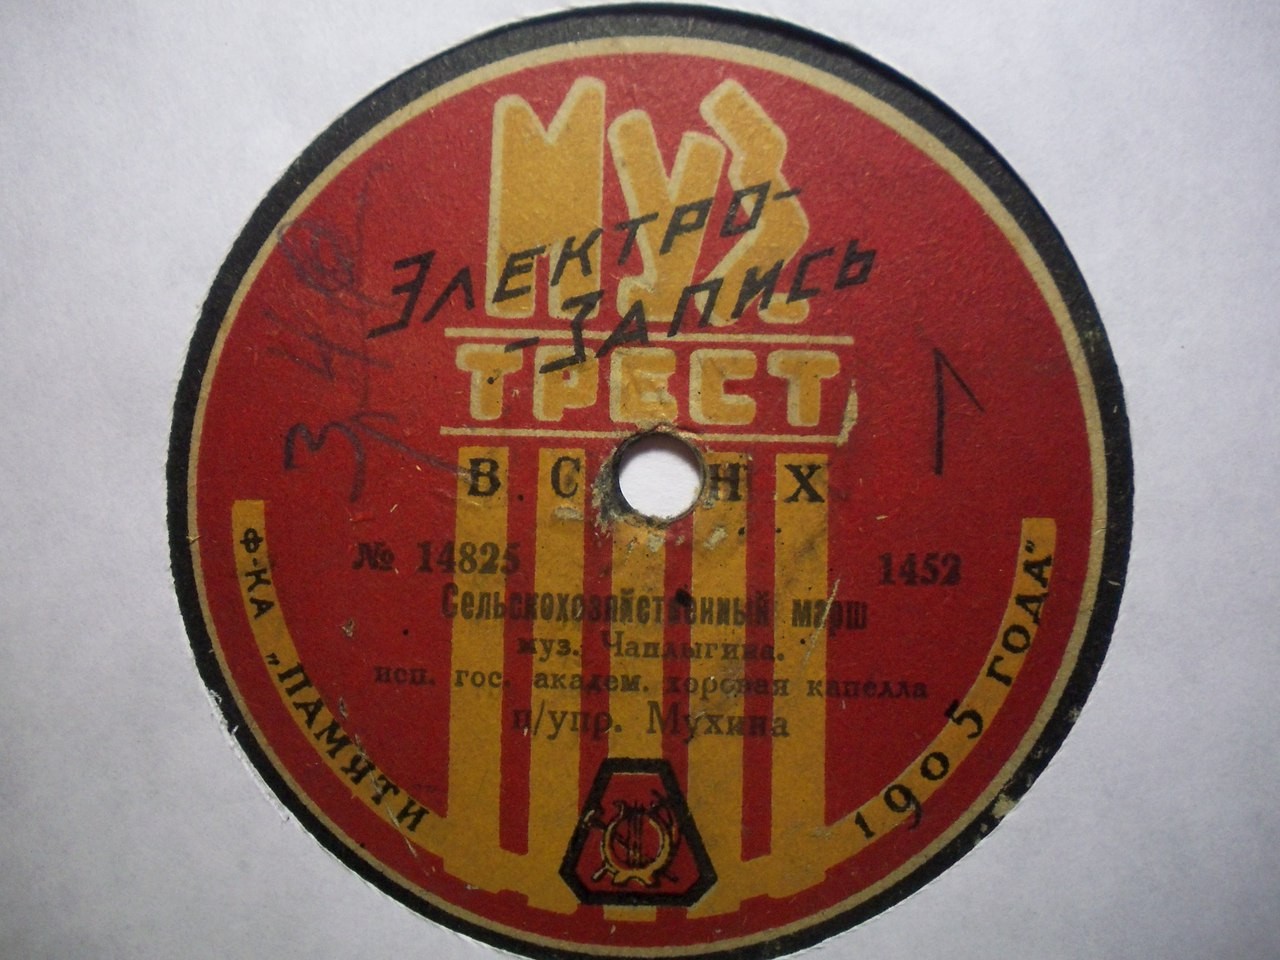 МУЗ
ЭЛЕКТРО-
-ЗАПИСЬ
ТРЕСТ
В С Н Х
№ 14825 1452
Сельскохозяйственный марш
муз. Чаплыгина.
исп. гос. академ. хоровая капелла
п/упр. Мухина
Ф-КА „ПАМЯТИ 1905 ГОДА"